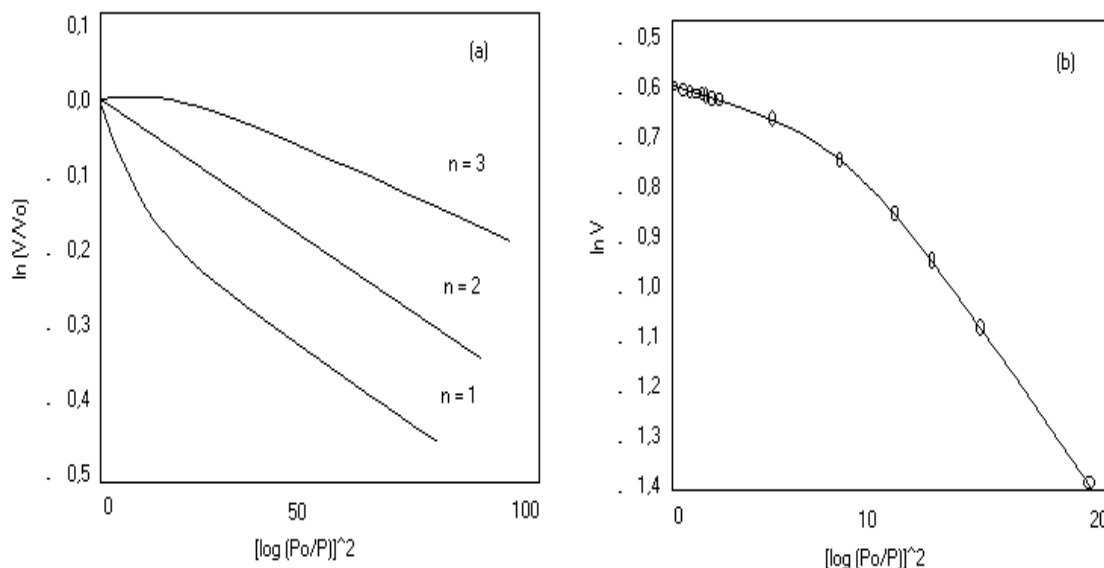 0,1
(a)
0,0
. 0,1
. 0,2
. 0,3
. 0,4
. 0,5
ln (V/Vo)
n = 3
n = 2
n = 1
0 50 100
[log (Po/P)]^2
. 0,5
(b)
. 0,6
. 0,7
. 0,8
. 0,9
. 1,0
. 1,1
. 1,2
. 1,3
. 1,4
ln V
0 10 20
[log (Po/P)]^2